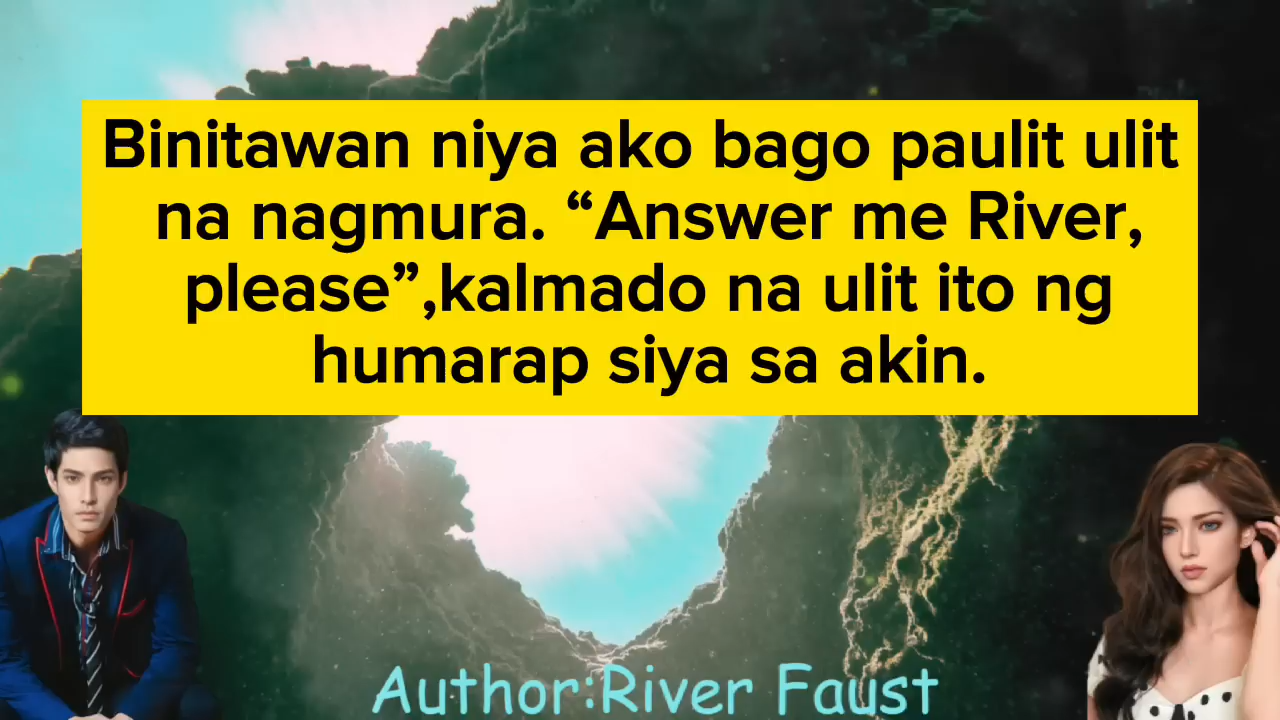 Binitawan niya ako bago paulit ulit
na nagmura. “Answer me River,
please”,kalmado na ulit ito ng
humarap siya sa akin.
Author:River Faust